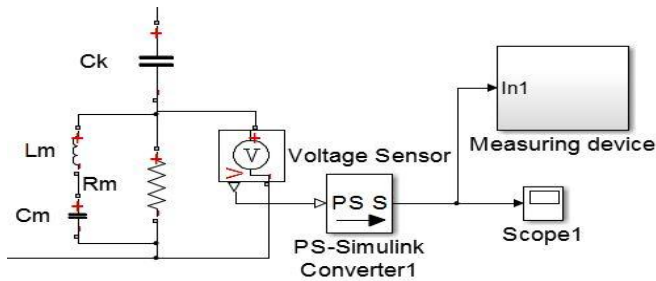 Ck
Lm
Rm
Cm
V
V
Voltage Sensor
PS S
PS-Simulink
Converter1
In1
Measuring device
Scope1